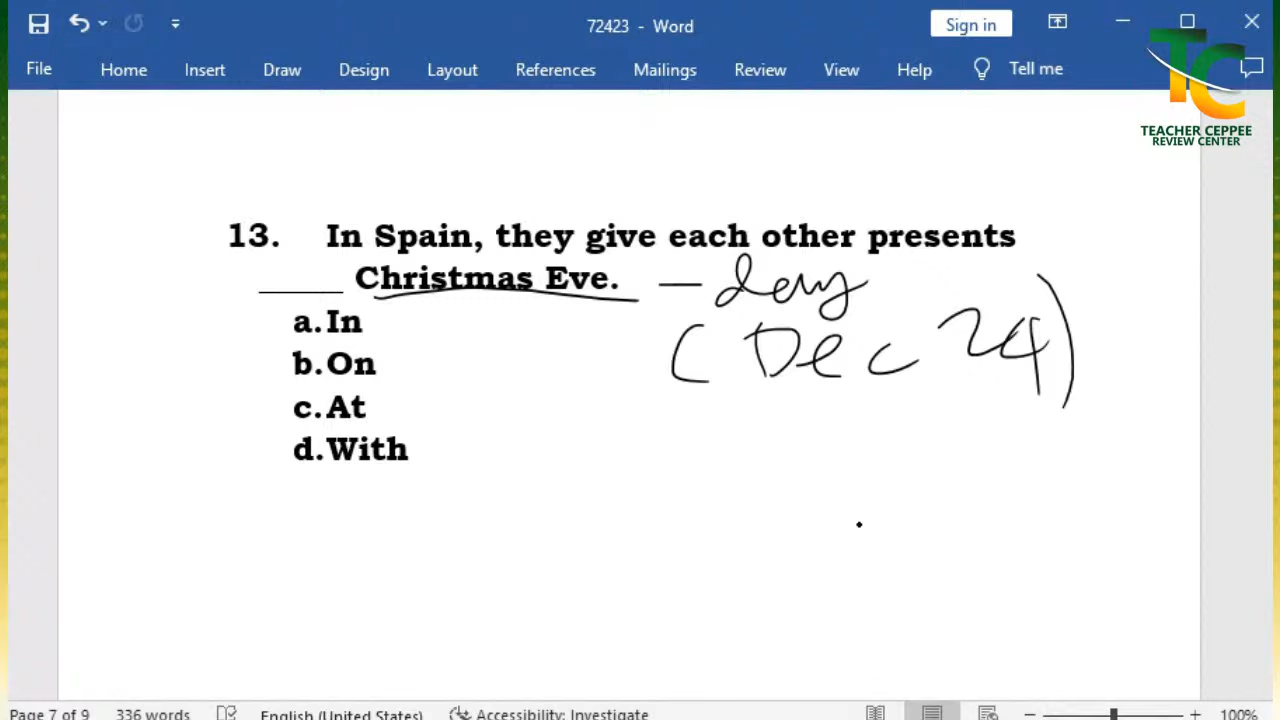 72423 - Word
Sign in
File Home Insert Draw Design Layout References Mailings Review View Help Tell me
TC
TEACHER CEPPEE
REVIEW CENTER
13. In Spain, they give each other presents
____ Christmas Eve. — day
(Dec 24)
a. In
b. On
c. At
d. With
Page 7 of 9 336 words English (United States) Accessibility: Investigate 100%